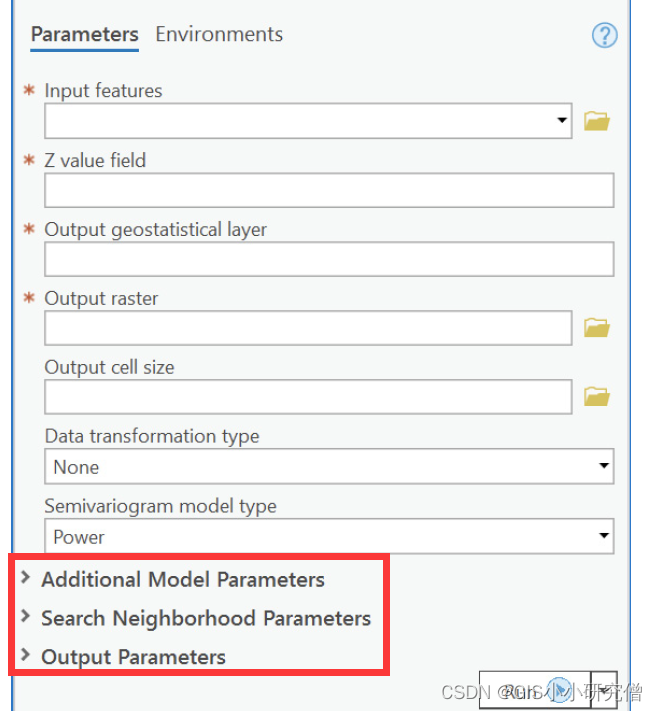 Parameters Environments
* Input features
* Z value field
* Output geostatistical layer
* Output raster
Output cell size
Data transformation type
None
Semivariogram model type
Power
Additional Model Parameters
Search Neighborhood Parameters
Output Parameters
Run
CSDN @GIS小小研究僧